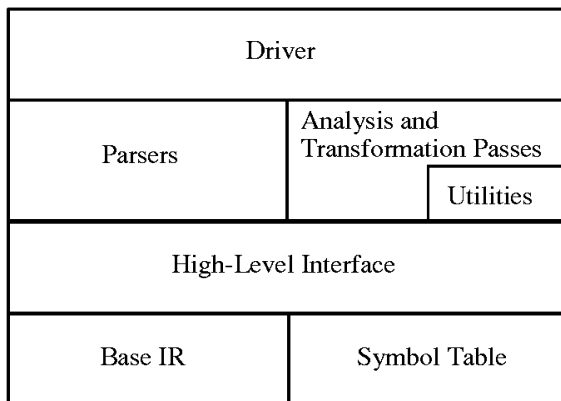 Driver
Parsers
Analysis and
Transformation Passes
Utilities
High-Level Interface
Base IR
Symbol Table